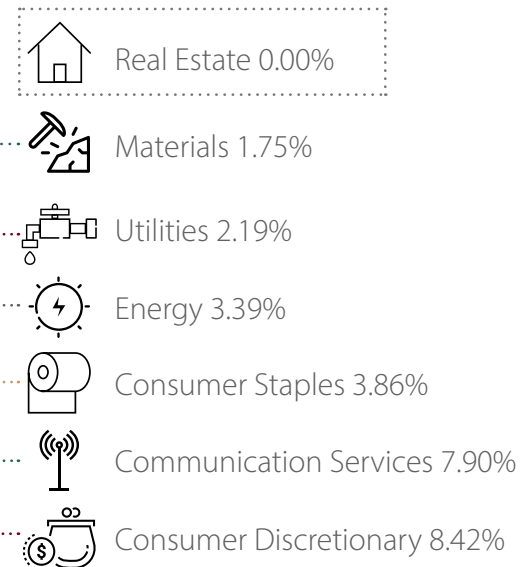 Real Estate 0.00%
Materials 1.75%
Utilities 2.19%
Energy 3.39%
Consumer Staples 3.86%
Communication Services 7.90%
$
Consumer Discretionary 8.42%